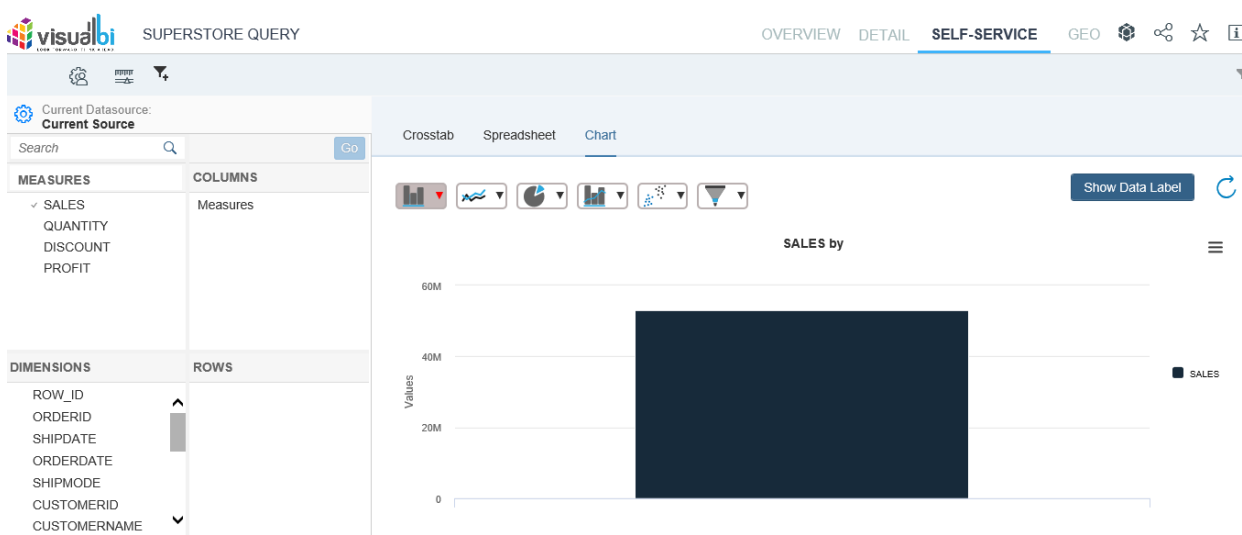 visualbi SUPERSTORE QUERY OVERVIEW DETAIL SELF-SERVICE GEO
Current Datasource:
Current Source
Search Go
MEASURES
SALES
QUANTITY
DISCOUNT
PROFIT
COLUMNS
Measures
DIMENSIONS
ROW_ID
ORDERID
SHIPDATE
ORDERDATE
SHIPMODE
CUSTOMERID
CUSTOMERNAME
ROWS
Crosstab Spreadsheet Chart
Show Data Label
SALES by
60M
40M
20M
0
Values
SALES